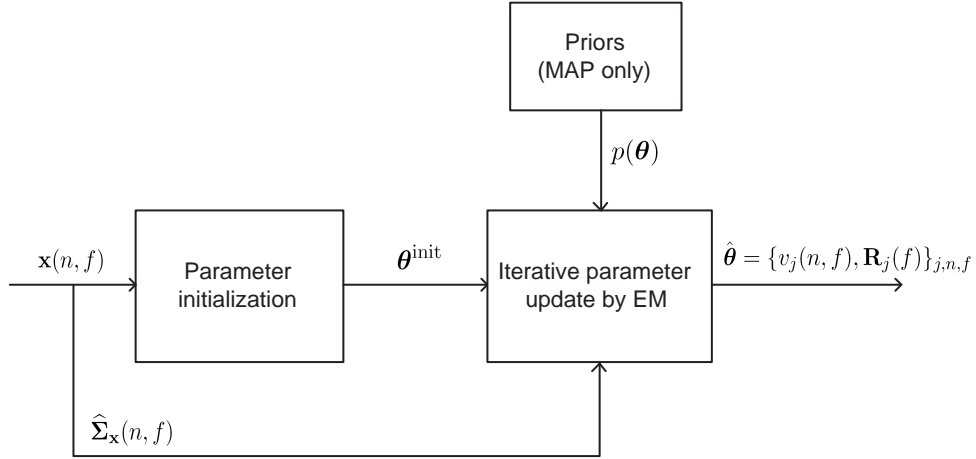 Priors
(MAP only)
p(θ)
x(n, f)
Parameter
initialization
θ^init
Iterative parameter
update by EM
θ̂ = {v_j(n, f), R_j(f)}_{j,n,f}
Σ̂_x(n, f)